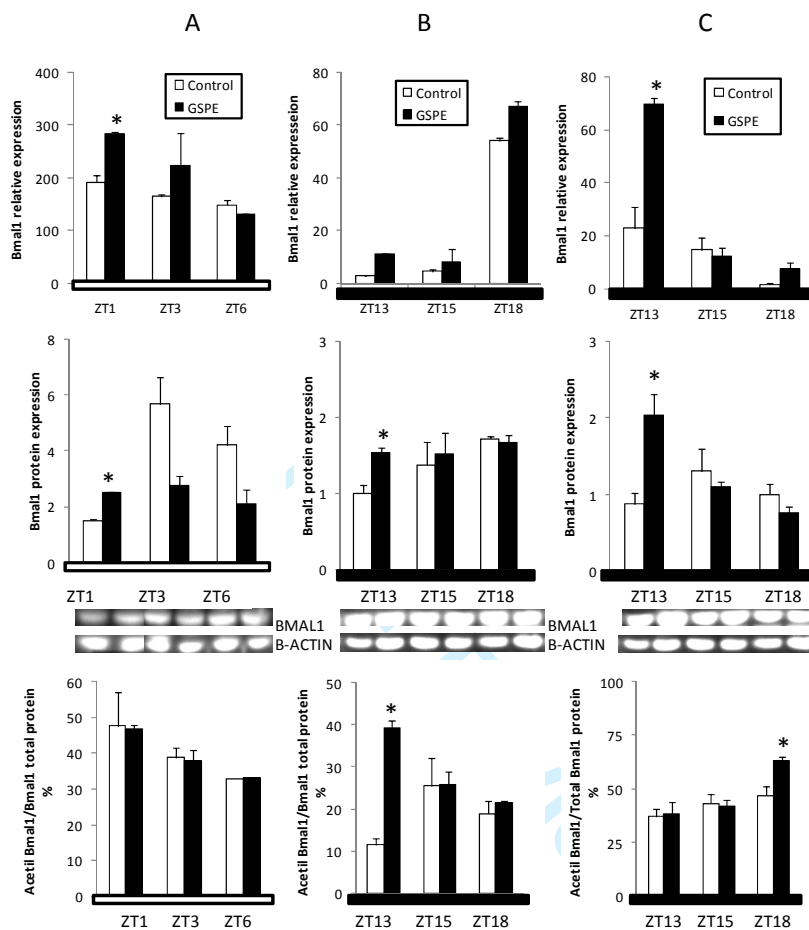 A B C
Bmal1 relative expression
400
300
200
100
0
Control
GSPE
*
ZT1 ZT3 ZT6
Bmal1 relative expresseion
80
60
40
20
0
Control
GSPE
ZT13 ZT15 ZT18
Bmal1 relative expression
80
60
40
20
0
*
Control
GSPE
ZT13 ZT15 ZT18
Bmal1 protein expression
8
6
4
2
0
*
ZT1 ZT3 ZT6
BMAL1
B-ACTIN
Bmal1 protein expression
3
2
1
0
*
ZT13 ZT15 ZT18
BMAL1
B-ACTIN
Bmal1 protein expression
3
2
1
0
*
ZT13 ZT15 ZT18
Acetil Bmal1/Bmal1 total protein
%
60
50
40
30
20
10
0
ZT1 ZT3 ZT6
Acetil Bmal1/Bmal1 total protein
%
50
40
30
20
10
0
*
ZT13 ZT15 ZT18
Acetil Bmal1/Total Bmal1 protein
%
100
75
50
25
0
*
ZT13 ZT15 ZT18